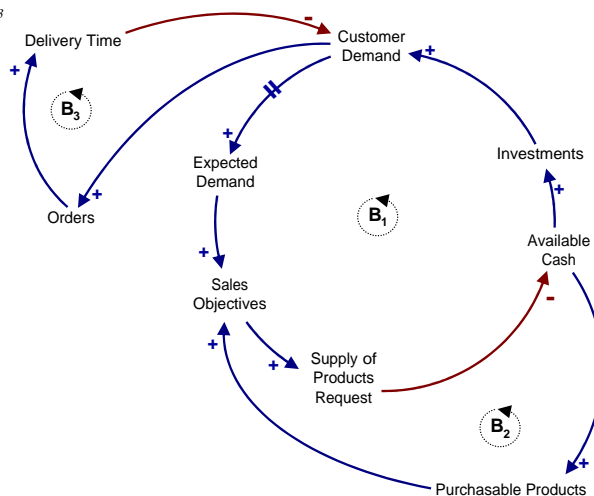 3
Delivery Time
-
Customer
Demand
+
+
B3
+
Expected
Demand
Investments
+
Orders
+
B1
Available
Cash
+
Sales
Objectives
-
+
+
Supply of
Products
Request
B2
+
Purchasable Products